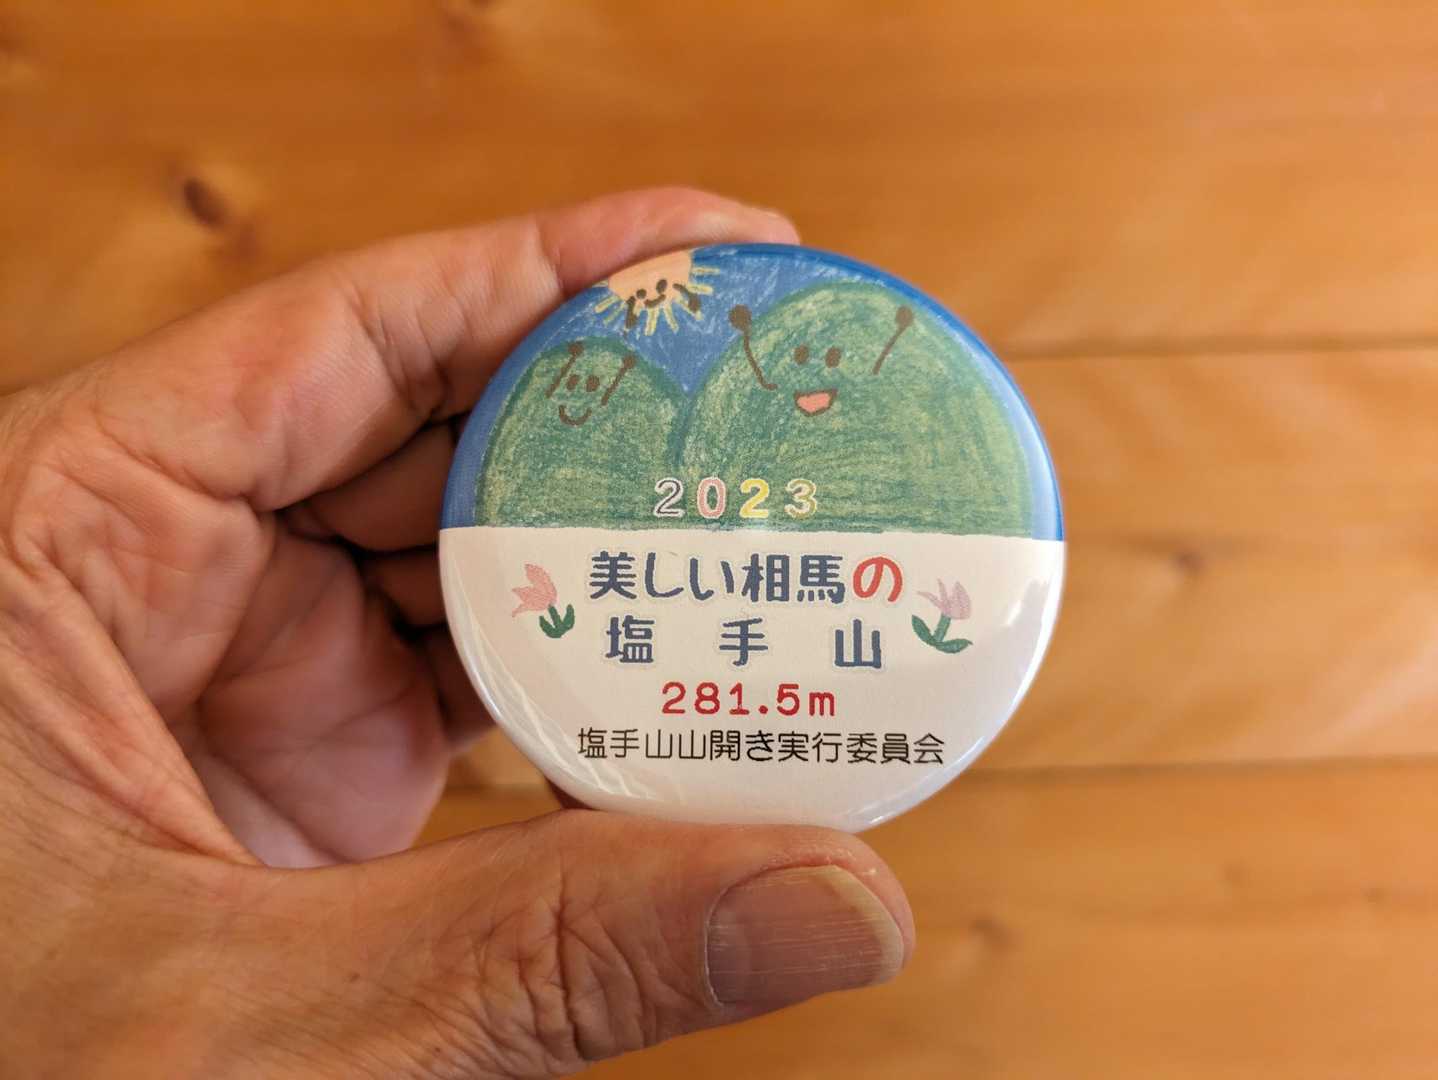 2023
美しい相馬の
塩手山
281.5m
塩手山山開き実行委員会